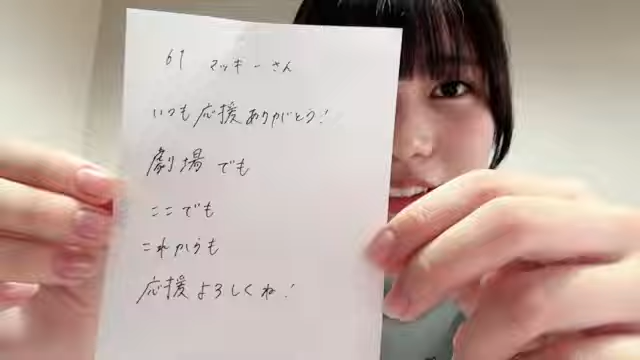 61 マッキーさん
いつも応援ありがとう!
劇場でも
ここでも
これからも
応援よろしくね!